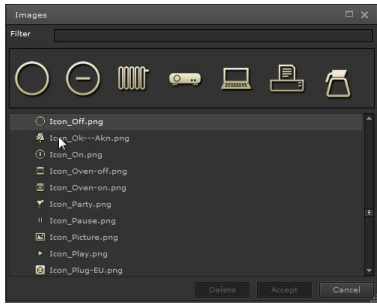 Images
Filter
Icon_Off.png
Icon_Ok---Akn.png
Icon_On.png
Icon_Oven-off.png
Icon_Oven-on.png
Icon_Party.png
Icon_Pause.png
Icon_Picture.png
Icon_Play.png
Icon_Plug-EU.png
Delete
Accept
Cancel